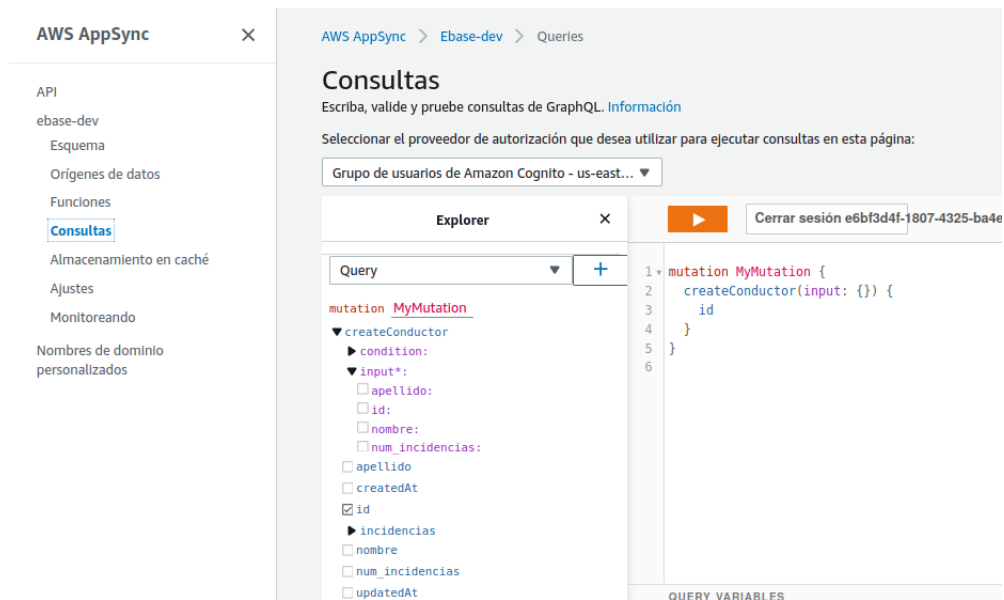 AWS AppSync
API
ebase-dev
Esquema
Orígenes de datos
Funciones
Consultas
Almacenamiento en caché
Ajustes
Monitoreando
Nombres de dominio
personalizados
AWS AppSync > Ebase-dev > Queries
Consultas
Escriba, valide y pruebe consultas de GraphQL. Información
Seleccionar el proveedor de autorización que desea utilizar para ejecutar consultas en esta página:
Grupo de usuarios de Amazon Cognito - us-east...
Explorer
Query
mutation MyMutation
createConductor
condition:
input*:
apellido:
id:
nombre:
num_incidencias:
apellido
createdAt
id
incidencias
nombre
num_incidencias
updatedAt
Cerrar sesión e6bf3d4f-1807-4325-ba4e
1 mutation MyMutation {
2 createConductor(input: {}) {
3 id
4 }
5 }
6
QUERY VARIABLES